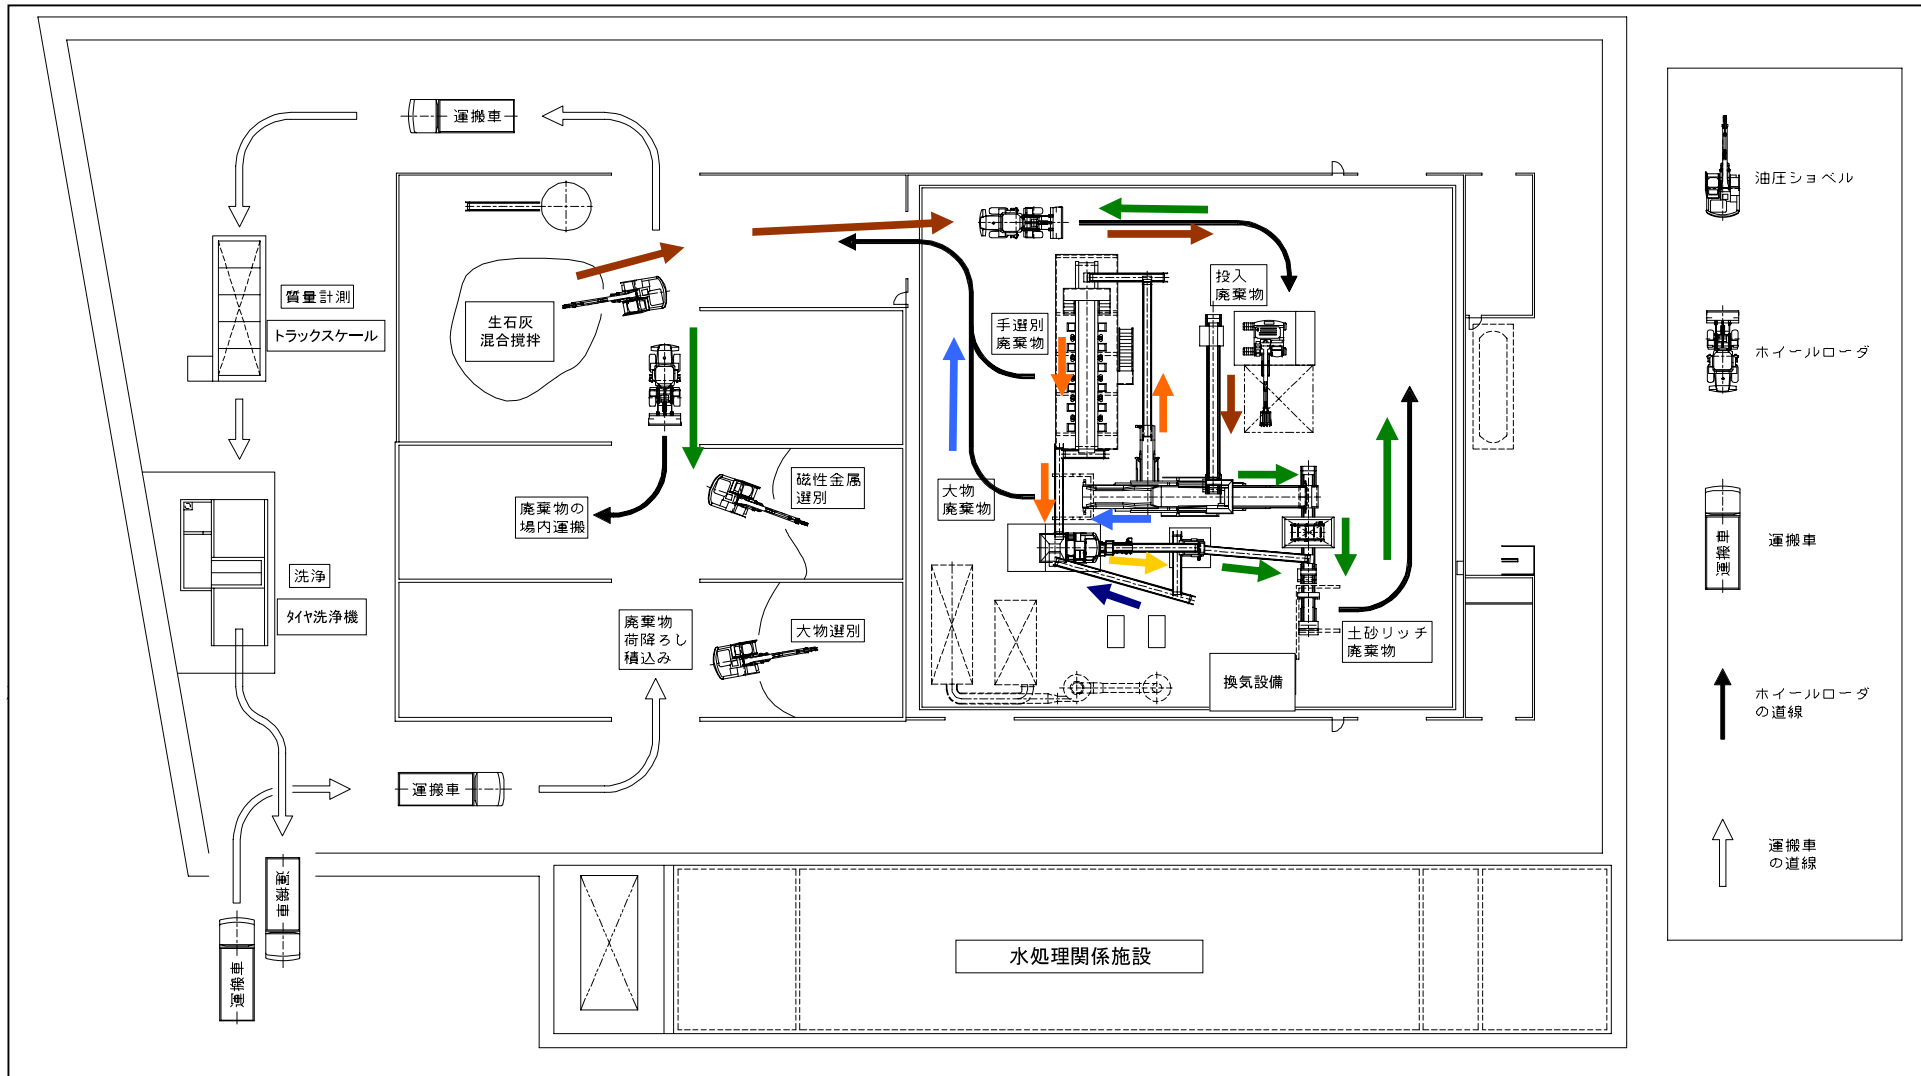 運搬車
質量計測
トラックスケール
生石灰
混合撹拌
投入
廃棄物
手選別
廃棄物
磁性金属
選別
大物
廃棄物
廃棄物の
場内運搬
洗浄
タイヤ洗浄機
廃棄物
荷降ろし
積込み
大物選別
土砂リッチ
廃棄物
換気設備
運搬車
運搬車
運搬車
水処理関係施設
油圧ショベル
ホイールローダ
運搬車
運搬車
ホイールローダ
の道線
運搬車
の道線